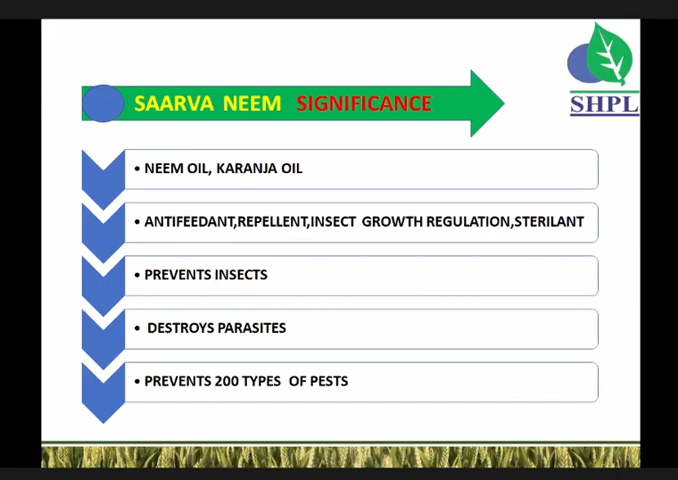 SHPL
SAARVA NEEM SIGNIFICANCE
• NEEM OIL, KARANJA OIL
• ANTIFEEDANT,REPELLENT,INSECT GROWTH REGULATION,STERILANT
• PREVENTS INSECTS
• DESTROYS PARASITES
• PREVENTS 200 TYPES OF PESTS